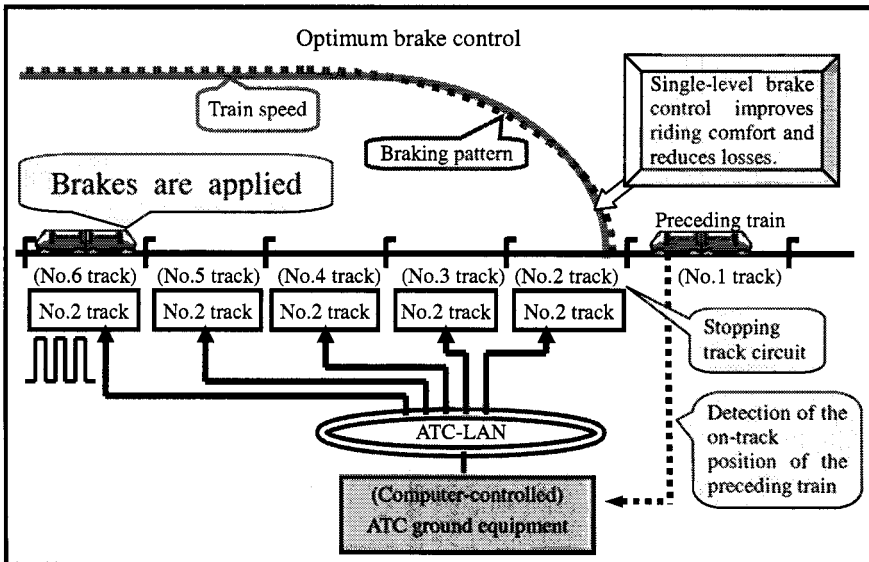 Optimum brake control
Train speed
Braking pattern
Single-level brake
control improves
riding comfort and
reduces losses.
Brakes are applied
Preceding train
(No.6 track) (No.5 track) (No.4 track) (No.3 track) (No.2 track) (No.1 track)
No.2 track No.2 track No.2 track No.2 track No.2 track
Stopping
track circuit
ATC-LAN
Detection of the
on-track
position of the
preceding train
(Computer-controlled)
ATC ground equipment